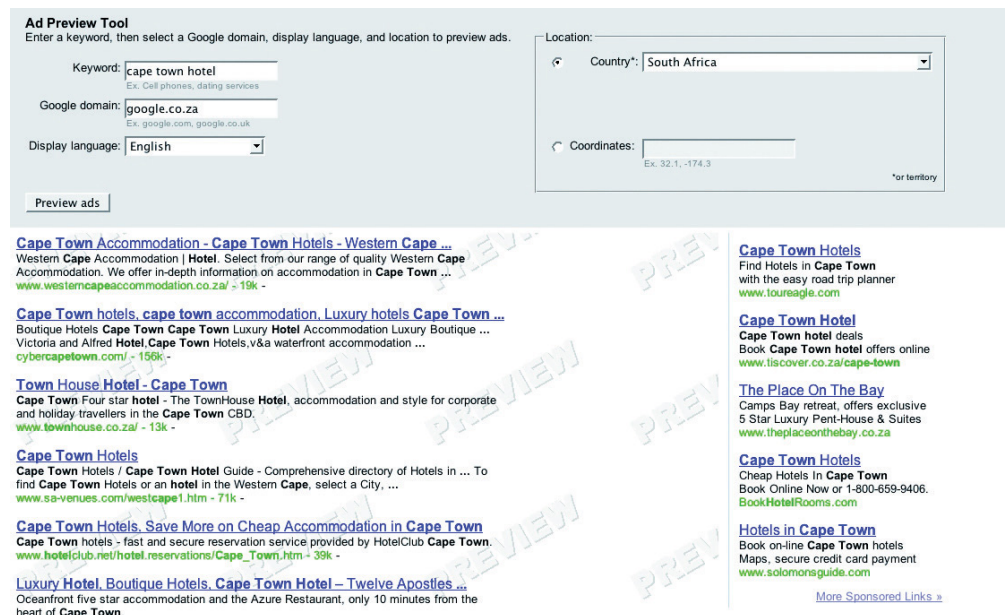 Ad Preview Tool
Enter a keyword, then select a Google domain, display language, and location to preview ads.
Keyword: cape town hotel
Ex. Cell phones, dating services
Google domain: google.co.za
Ex. google.com, google.co.uk
Display language: English
Preview ads
Location:
Country*: South Africa
Coordinates:
Ex. 32.1, -174.3
*or territory
Cape Town Accommodation - Cape Town Hotels - Western Cape ...
Western Cape Accommodation | Hotel. Select from our range of quality Western Cape
Accommodation. We offer in-depth information on accommodation in Cape Town ...
www.westerncapeaccommodation.co.za/ - 19k -
Cape Town hotels, cape town accommodation, Luxury hotels Cape Town ...
Boutique Hotels Cape Town Cape Town Luxury Hotel Accommodation Luxury Boutique ...
Victoria and Alfred Hotel,Cape Town Hotels,v&a waterfront accommodation ...
cybercapetown.com/ - 156k -
Town House Hotel - Cape Town
Cape Town Four star hotel - The TownHouse Hotel, accommodation and style for corporate
and holiday travellers in the Cape Town CBD.
www.townhouse.co.za/ - 13k -
Cape Town Hotels
Cape Town Hotels / Cape Town Hotel Guide - Comprehensive directory of Hotels in ... To
find Cape Town Hotels or an hotel in the Western Cape, select a City, ...
www.sa-venues.com/westcape1.htm - 71k -
Cape Town Hotels, Save More on Cheap Accommodation in Cape Town
Cape Town hotels - fast and secure reservation service provided by HotelClub Cape Town.
www.hotelclub.net/hotel.reservations/Cape_Town.htm - 39k -
Luxury Hotel, Boutique Hotels, Cape Town Hotel – Twelve Apostles ...
Oceanfront five star accommodation and the Azure Restaurant, only 10 minutes from the
heart of Cape Town
Cape Town Hotels
Find Hotels in Cape Town
with the easy road trip planner
www.toureagle.com
Cape Town Hotel
Cape Town hotel deals
Book Cape Town hotel offers online
www.tiscover.co.za/cape-town
The Place On The Bay
Camps Bay retreat, offers exclusive
5 Star Luxury Pent-House & Suites
www.theplaceonthebay.co.za
Cape Town Hotels
Cheap Hotels In Cape Town
Book Online Now or 1-800-659-9406.
BookHotelRooms.com
Hotels in Cape Town
Book on-line Cape Town hotels
Maps, secure credit card payment
www.solomonsguide.com
More Sponsored Links »
PREVIEW
PREVIEW
PREVIEW
PREVIEW
PREVIEW
PREVIEW
PREVIEW
PREVIEW
PREVIEW
PREVIEW
PREVIEW
PREVIEW